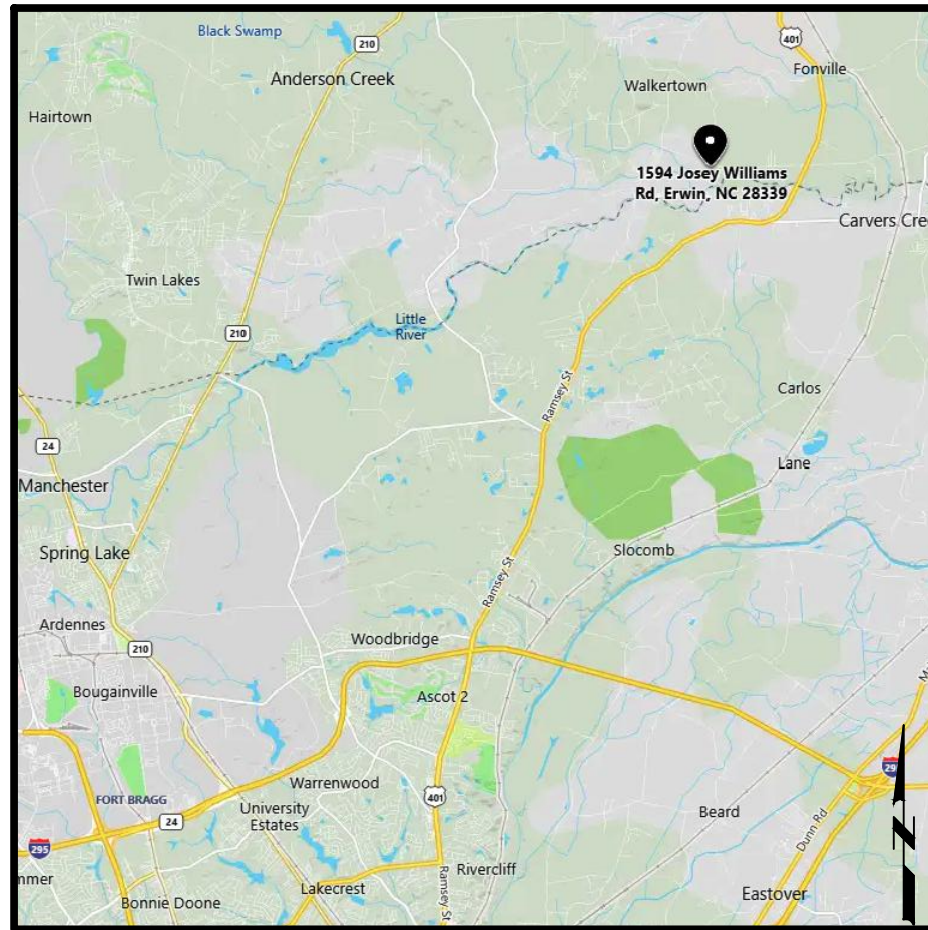 Black Swamp
210
401
Anderson Creek
Fonville
Walkertown
Hairtown
1594 Josey Williams
Rd, Erwin, NC 28339
Carvers Cre
Twin Lakes
Little
River
210
Ramsey St
Carlos
24
Lane
Manchester
Spring Lake
Slocomb
Ramsey St
Ardennes
Woodbridge
210
Bougainville
Ascot 2
Warrenwood
401
FORT BRAGG
University
Estates
24
Beard
Dunn Rd
295
mmer
Rivercliff
Lakecrest
Ramsey St
Eastover
Bonnie Doone
N